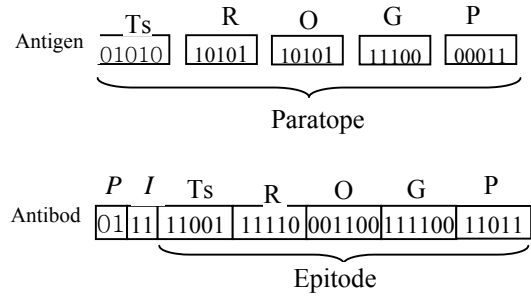 Ts R O G P
Antigen 01010 10101 10101 11100 00011
Paratope
P I Ts R O G P
Antibod 01 11 11001 11110 001100 111100 11011
Epitode